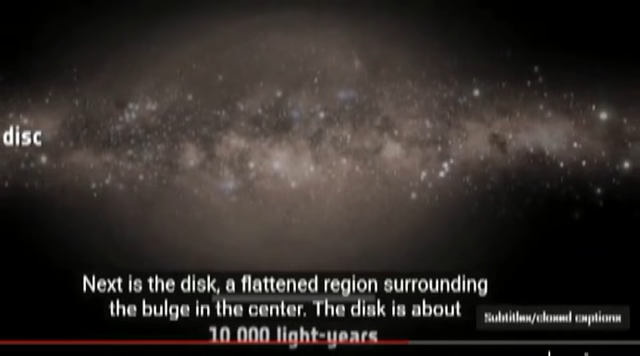 disc
Next is the disk, a flattened region surrounding
the bulge in the center. The disk is about
Subtitles/closed captions
10 000 light-years